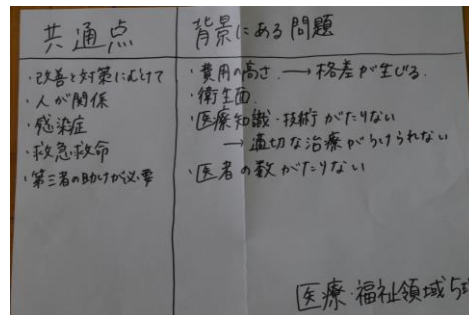 共通点
・改善と対策にむけて
・人が関係
・感染症
・救急救命
・第三者の助けが必要
背景にある問題
・費用の高さ → 格差が生じる.
・衛生面.
・医療知識・技術がたりない
→ 適切な治療がうけられない
・医者の数がたりない
医療・福祉領域5